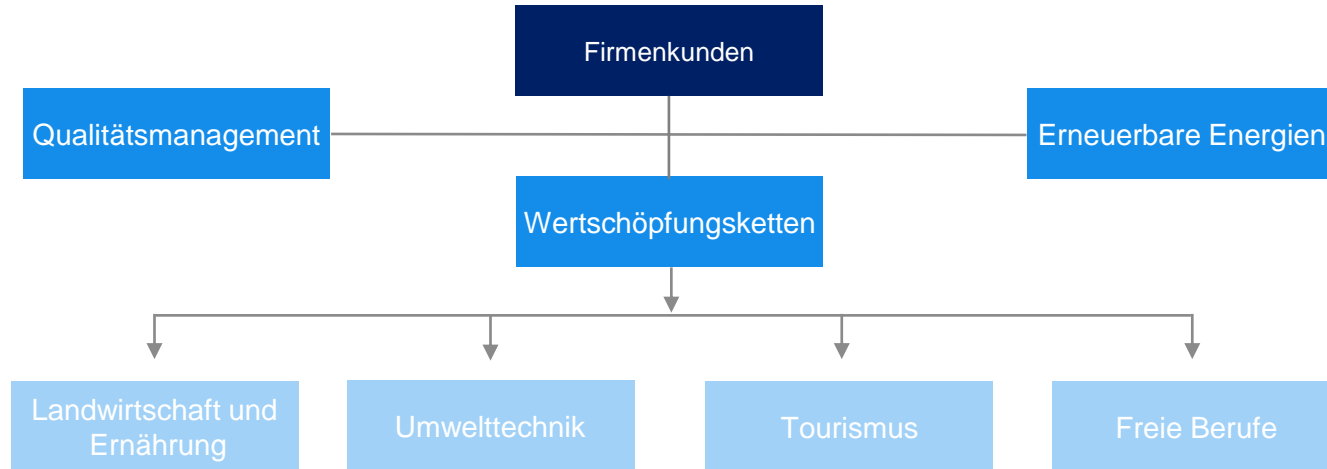 Firmenkunden
Qualitätsmanagement
Erneuerbare Energien
Wertschöpfungsketten
Landwirtschaft und
Ernährung
Umwelttechnik
Tourismus
Freie Berufe